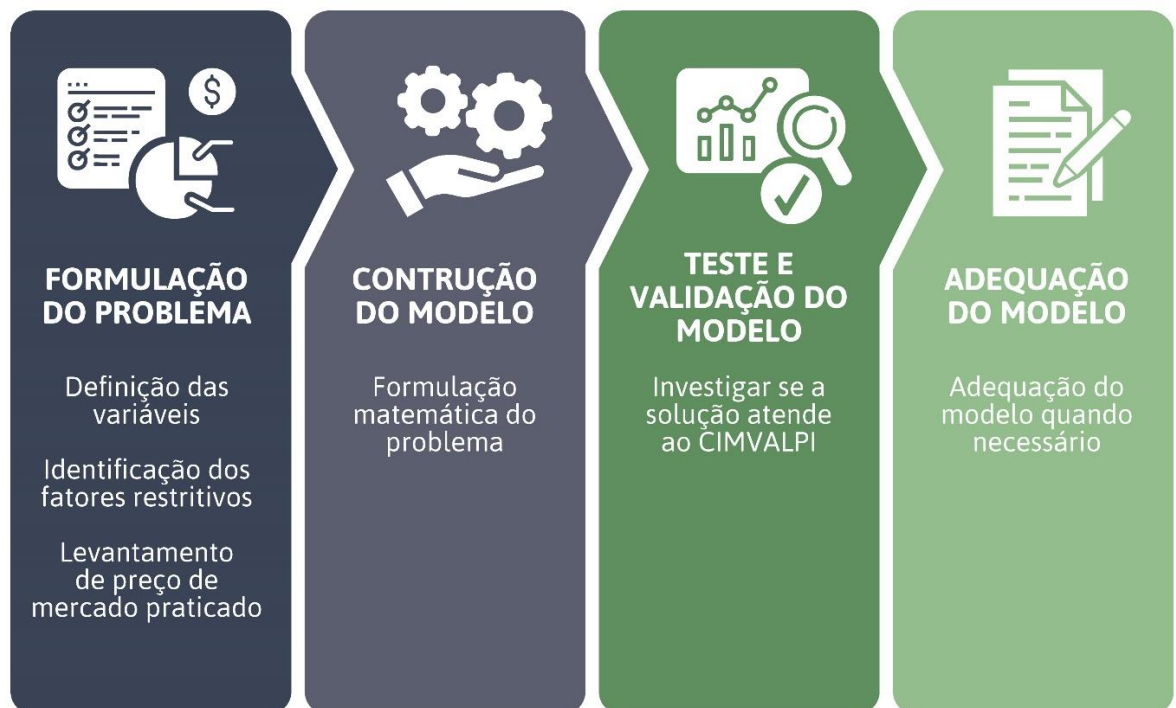 $
FORMULAÇÃO
DO PROBLEMA
Definição das
variáveis
Identificação dos
fatores restritivos
Levantamento
de preço de
mercado praticado
CONTRUÇÃO
DO MODELO
Formulação
matemática do
problema
TESTE E
VALIDAÇÃO DO
MODELO
Investigar se a
solução atende
ao CIMVALPI
ADEQUAÇÃO
DO MODELO
Adequação do
modelo quando
necessário